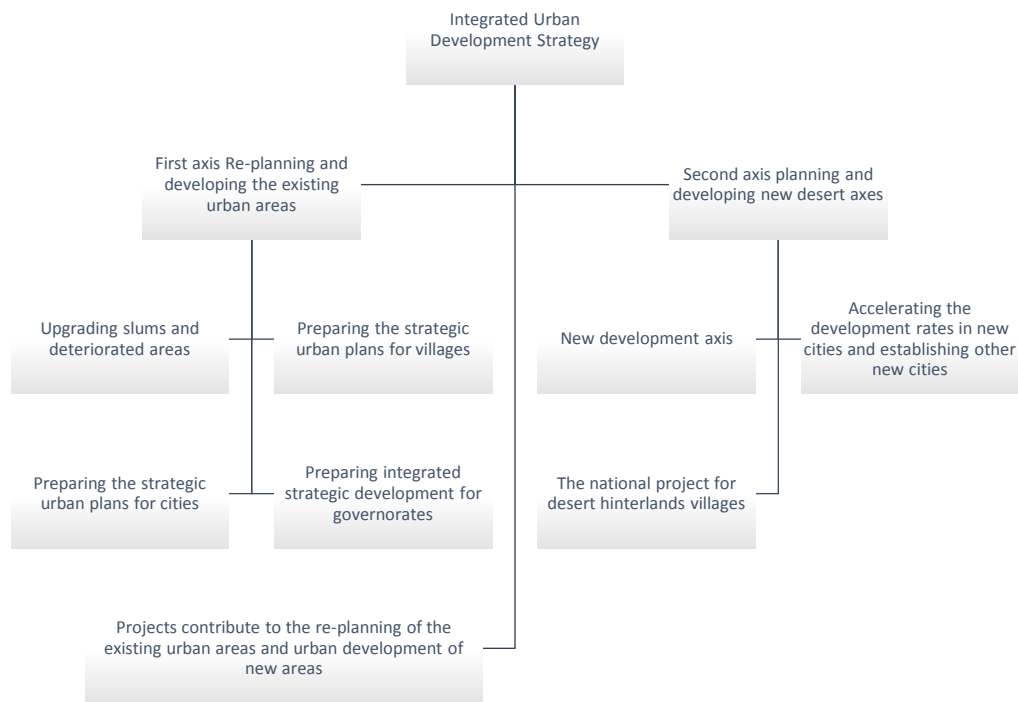 Integrated Urban
Development Strategy
First axis Re-planning and
developing the existing
urban areas
Second axis planning and
developing new desert axes
Upgrading slums and
deteriorated areas
Preparing the strategic
urban plans for villages
New development axis
Accelerating the
development rates in new
cities and establishing other
new cities
Preparing the strategic
urban plans for cities
Preparing integrated
strategic development for
governorates
The national project for
desert hinterlands villages
Projects contribute to the re-planning of the
existing urban areas and urban development of
new areas